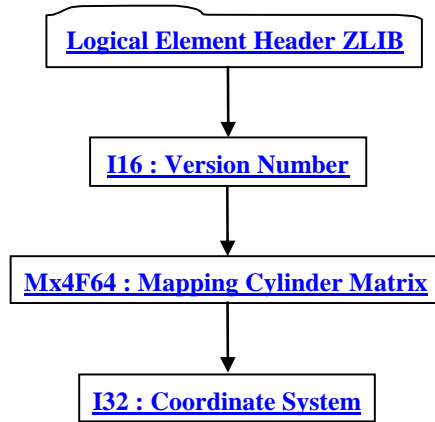 Logical Element Header ZLIB
I16 : Version Number
Mx4F64 : Mapping Cylinder Matrix
I32 : Coordinate System